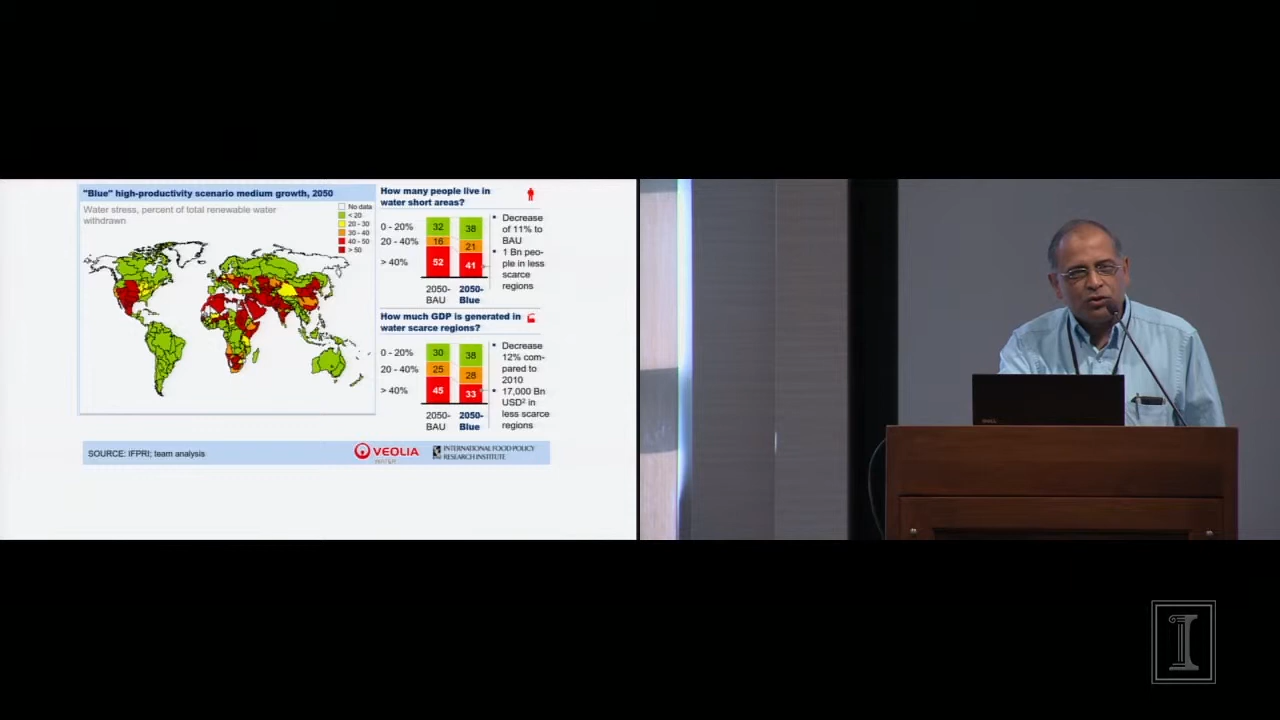 "Blue" high-productivity scenario medium growth, 2050
Water stress, percent of total renewable water
withdrawn
No data
< 20
20 - 30
30 - 40
40 - 50
> 50
How many people live in
water short areas?
0 - 20%
20 - 40%
> 40%
32
16
52
38
21
41
2050-
BAU
2050-
Blue
• Decrease
of 11% to
BAU
• 1 Bn peo-
ple in less
scarce
regions
How much GDP is generated in
water scarce regions?
0 - 20%
20 - 40%
> 40%
30
25
45
38
28
33
2050-
BAU
2050-
Blue
• Decrease
12% com-
pared to
2010
• 17,000 Bn
USD² in
less scarce
regions
SOURCE: IFPRI; team analysis
VEOLIA
WATER
INTERNATIONAL FOOD POLICY
RESEARCH INSTITUTE
DELL
I